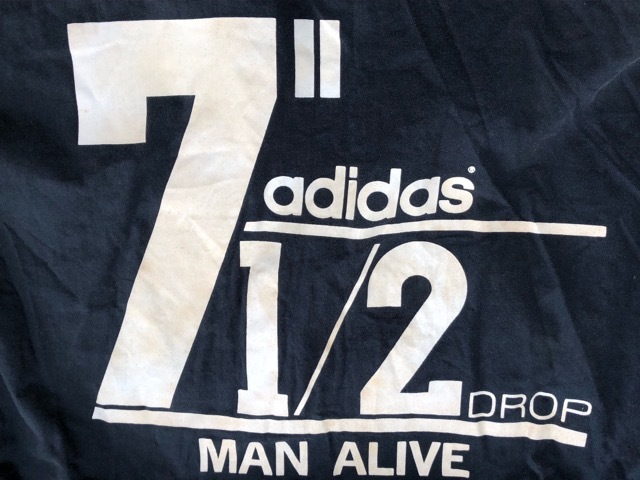 7"
adidas®
1/2
DROP
MAN ALIVE